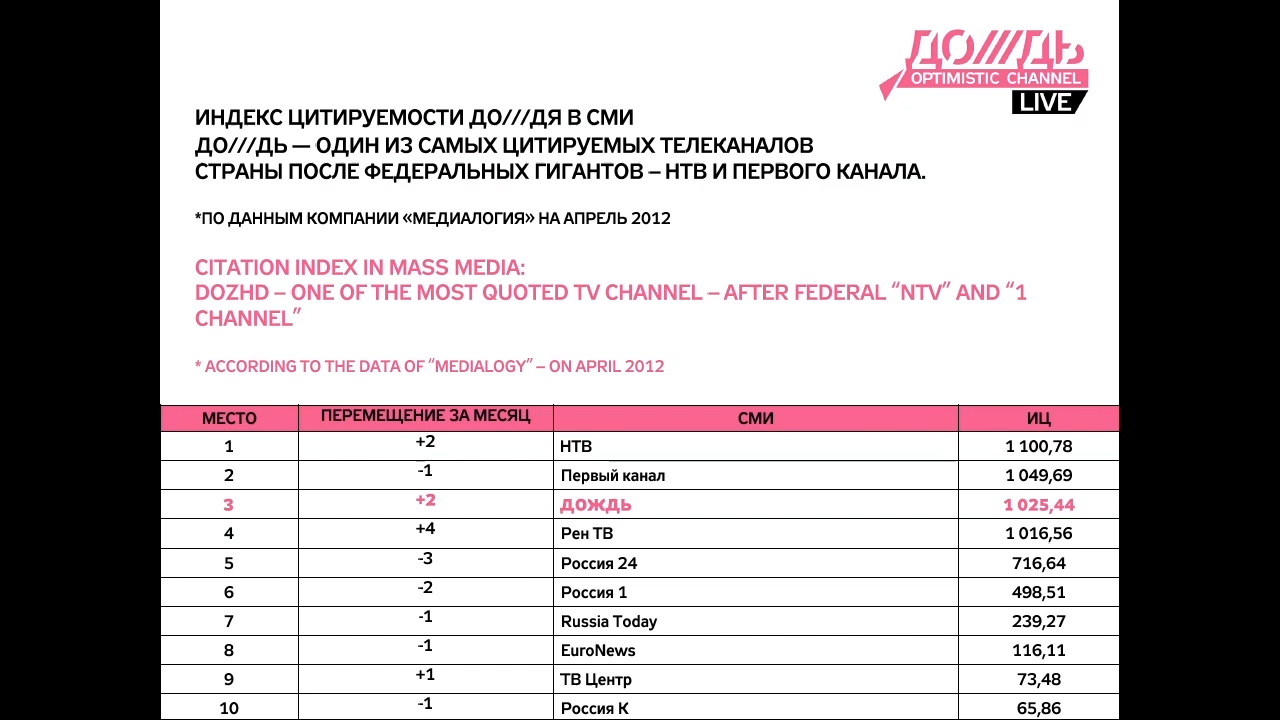 ДО///ДЬ
OPTIMISTIC CHANNEL
LIVE
ИНДЕКС ЦИТИРУЕМОСТИ ДО///ДЯ В СМИ
ДО///ДЬ — ОДИН ИЗ САМЫХ ЦИТИРУЕМЫХ ТЕЛЕКАНАЛОВ
СТРАНЫ ПОСЛЕ ФЕДЕРАЛЬНЫХ ГИГАНТОВ – НТВ И ПЕРВОГО КАНАЛА.
*ПО ДАННЫМ КОМПАНИИ «МЕДИАЛОГИЯ» НА АПРЕЛЬ 2012
CITATION INDEX IN MASS MEDIA:
DOZHD – ONE OF THE MOST QUOTED TV CHANNEL – AFTER FEDERAL “NTV” AND “1
CHANNEL”
* ACCORDING TO THE DATA OF “MEDIALOGY” – ON APRIL 2012
МЕСТО ПЕРЕМЕЩЕНИЕ ЗА МЕСЯЦ СМИ ИЦ
1 +2 НТВ 1 100,78
2 -1 Первый канал 1 049,69
3 +2 ДОЖДЬ 1 025,44
4 +4 Рен ТВ 1 016,56
5 -3 Россия 24 716,64
6 -2 Россия 1 498,51
7 -1 Russia Today 239,27
8 -1 EuroNews 116,11
9 +1 ТВ Центр 73,48
10 -1 Россия К 65,86